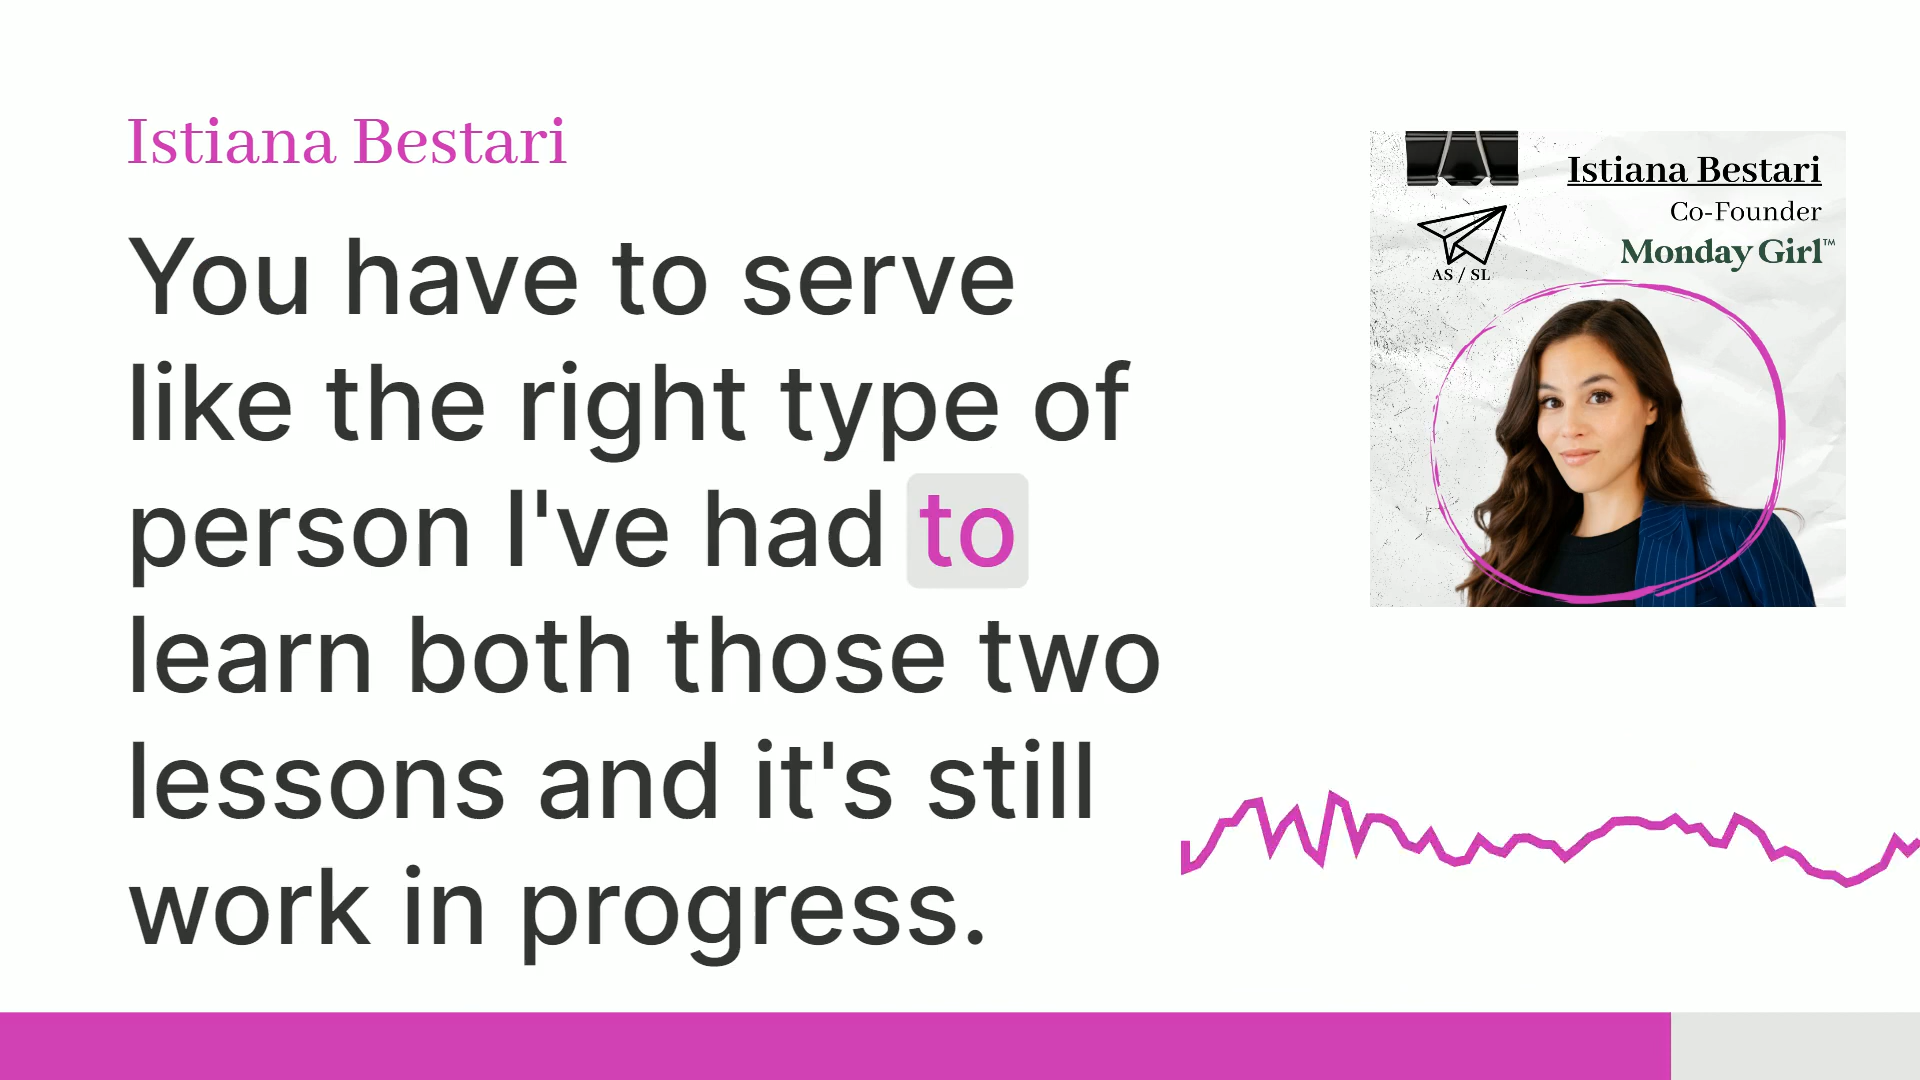 Istiana Bestari
You have to serve
like the right type of
person I've had to
learn both those two
lessons and it's still
work in progress.
Istiana Bestari
Co-Founder
Monday Girl™
AS / SL